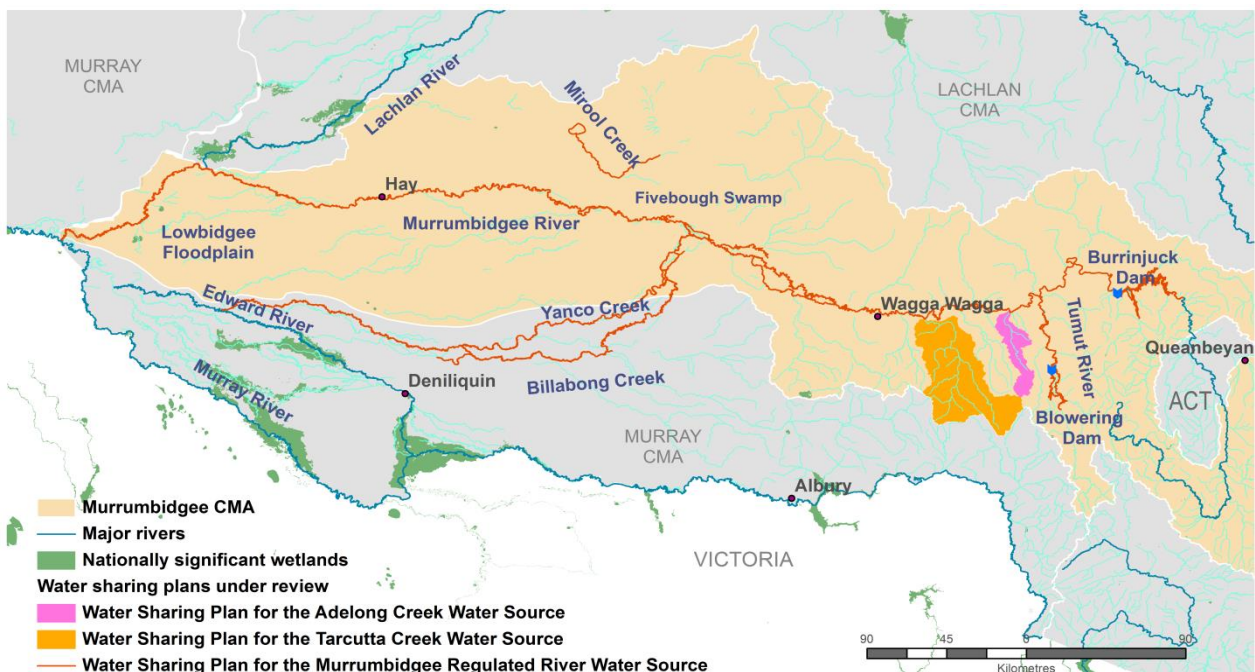 MURRAY
CMA
Lachlan River
Mirool Creek
LACHLAN
CMA
Hay
Fivebough Swamp
Murrumbidgee River
Lowbidgee
Floodplain
Burrinjuck
Dam
Edward River
Yanco Creek
Wagga Wagga
Tumut River
Queanbeyan
Murray River
Deniliquin
Billabong Creek
ACT
Blowering
Dam
MURRAY
CMA
Albury
VICTORIA
Murrumbidgee CMA
Major rivers
Nationally significant wetlands
Water sharing plans under review
Water Sharing Plan for the Adelong Creek Water Source
Water Sharing Plan for the Tarcutta Creek Water Source
Water Sharing Plan for the Murrumbidgee Regulated River Water Source
90 45 0 90
Kilometres